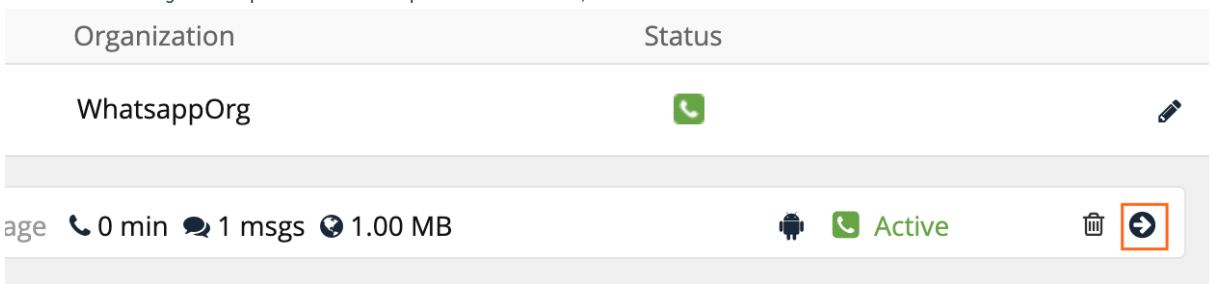 Organization Status
WhatsappOrg
age 0 min 1 msgs 1.00 MB Active